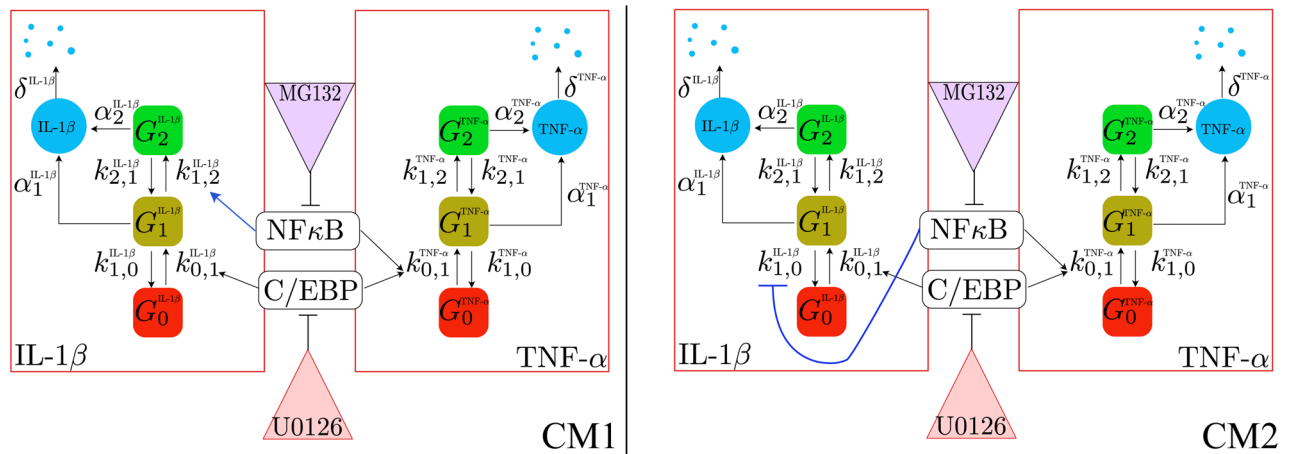 δ^IL-1β
IL-1β
α_2^IL-1β
G_2^IL-1β
k_2,1^IL-1β
k_1,2^IL-1β
α_1^IL-1β
G_1^IL-1β
k_1,0^IL-1β
k_0,1^IL-1β
G_0^IL-1β
IL-1β
MG132
NFκB
C/EBP
U0126
δ^TNF-α
G_2^TNF-α
α_2^TNF-α
TNF-α
k_1,2^TNF-α
k_2,1^TNF-α
α_1^TNF-α
G_1^TNF-α
k_0,1^TNF-α
k_1,0^TNF-α
G_0^TNF-α
TNF-α
CM1
δ^IL-1β
IL-1β
α_2^IL-1β
G_2^IL-1β
k_2,1^IL-1β
k_1,2^IL-1β
α_1^IL-1β
G_1^IL-1β
k_1,0^IL-1β
k_0,1^IL-1β
G_0^IL-1β
IL-1β
MG132
NFκB
C/EBP
U0126
δ^TNF-α
G_2^TNF-α
α_2^TNF-α
TNF-α
k_1,2^TNF-α
k_2,1^TNF-α
α_1^TNF-α
G_1^TNF-α
k_0,1^TNF-α
k_1,0^TNF-α
G_0^TNF-α
TNF-α
CM2